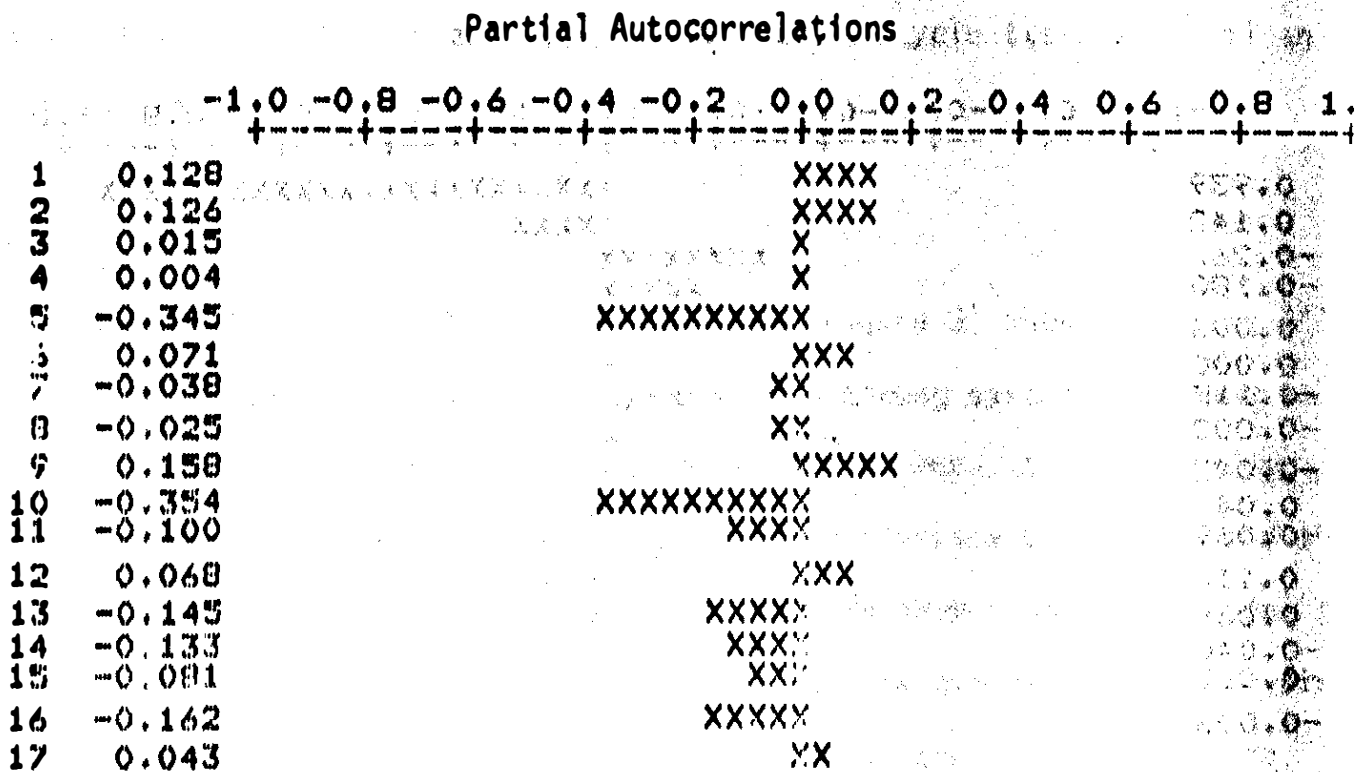 Partial Autocorrelations
-1.0 -0.8 -0.6 -0.4 -0.2 0.0 0.2 0.4 0.6 0.8 1.
+----+----+----+----+----+----+----+----+----+----+
1 0.128 XXXX
2 0.126 XXXX
3 0.015 X
4 0.004 X
5 -0.345 XXXXXXXXXX
0.071 XXX
7 -0.038 XX
8 -0.025 XX
9 0.158 XXXXX
10 -0.354 XXXXXXXXXX
11 -0.100 XXXX
12 0.068 XXX
13 -0.145 XXXXX
14 -0.133 XXXX
15 -0.081 XXX
16 -0.162 XXXXX
17 0.043 XX